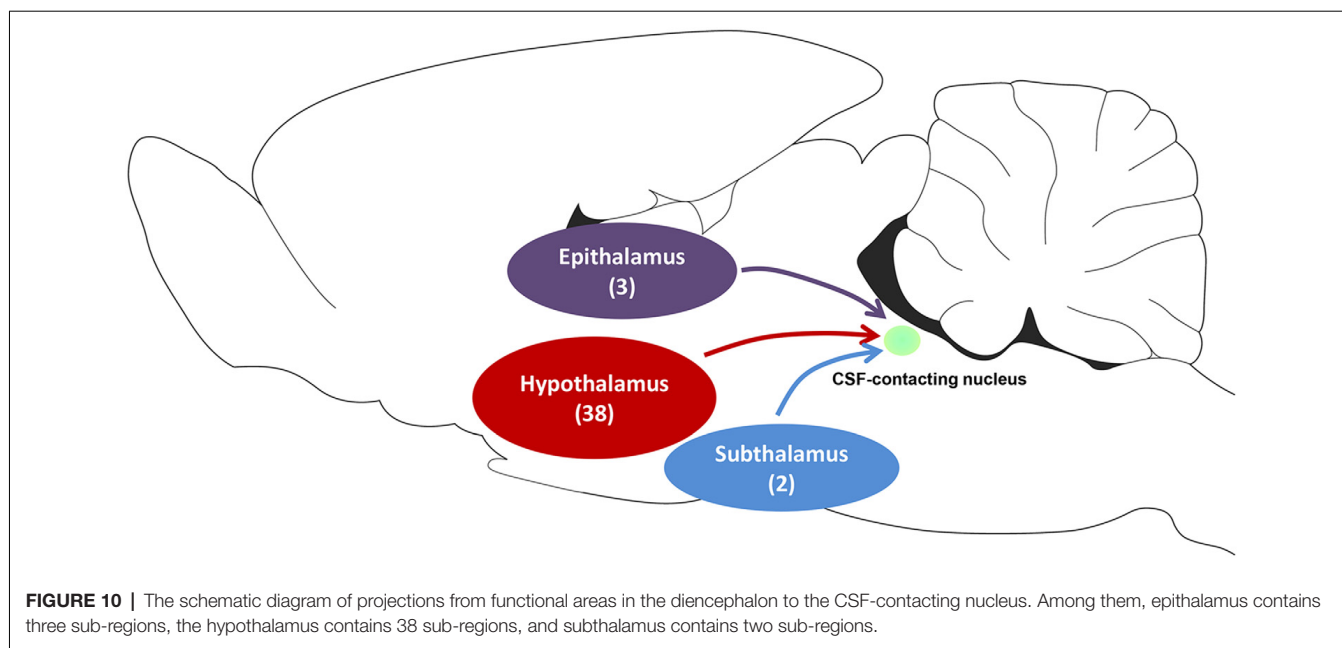 Epithalamus
(3)
Hypothalamus
(38)
CSF-contacting nucleus
Subthalamus
(2)
FIGURE 10 | The schematic diagram of projections from functional areas in the diencephalon to the CSF-contacting nucleus. Among them, epithalamus contains
three sub-regions, the hypothalamus contains 38 sub-regions, and subthalamus contains two sub-regions.